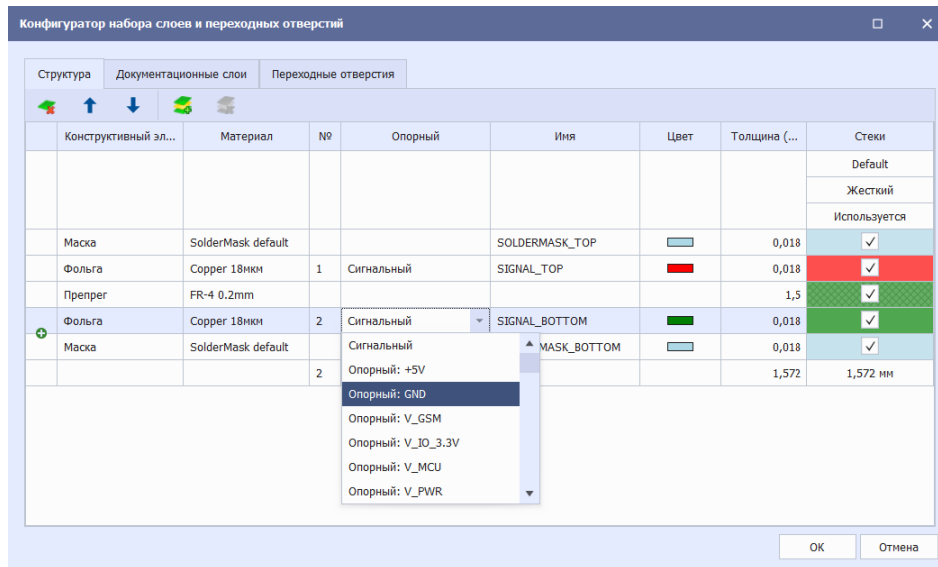 Конфигуратор набора слоев и переходных отверстий
Структура Документационные слои Переходные отверстия
Конструктивный эл... Материал № Опорный Имя Цвет Толщина (... Стеки
Default
Жесткий
Используется
Маска SolderMask default SOLDERMASK_TOP 0,018
Фольга Copper 18мкм 1 Сигнальный SIGNAL_TOP 0,018
Препрег FR-4 0.2mm 1,5
Фольга Copper 18мкм 2 Сигнальный SIGNAL_BOTTOM 0,018
Маска SolderMask default MASK_BOTTOM 0,018
2 1,572 1,572 мм
Сигнальный
Опорный: +5V
Опорный: GND
Опорный: V_GSM
Опорный: V_IO_3.3V
Опорный: V_MCU
Опорный: V_PWR
ОК Отмена